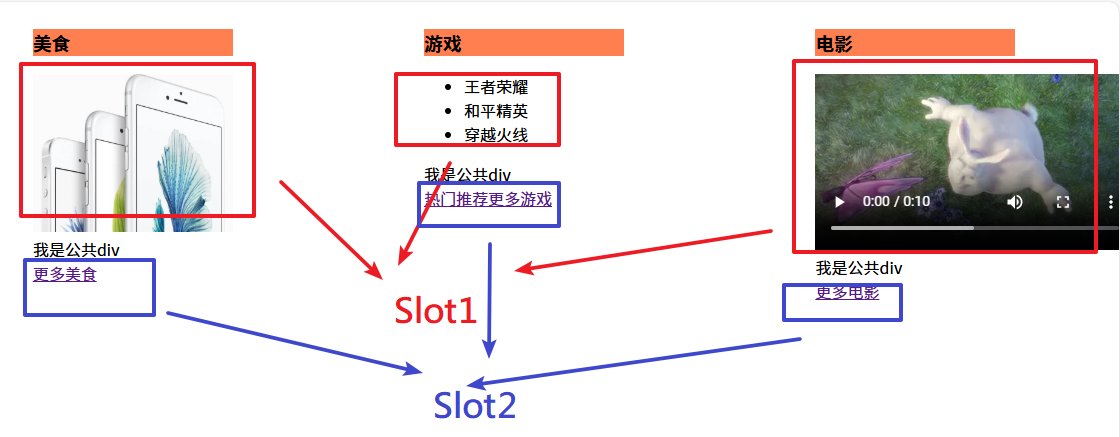 美食
游戏
电影
王者荣耀
和平精英
穿越火线
我是公共div
热门推荐更多游戏
0:00 / 0:10
我是公共div
更多美食
我是公共div
更多电影
Slot1
Slot2